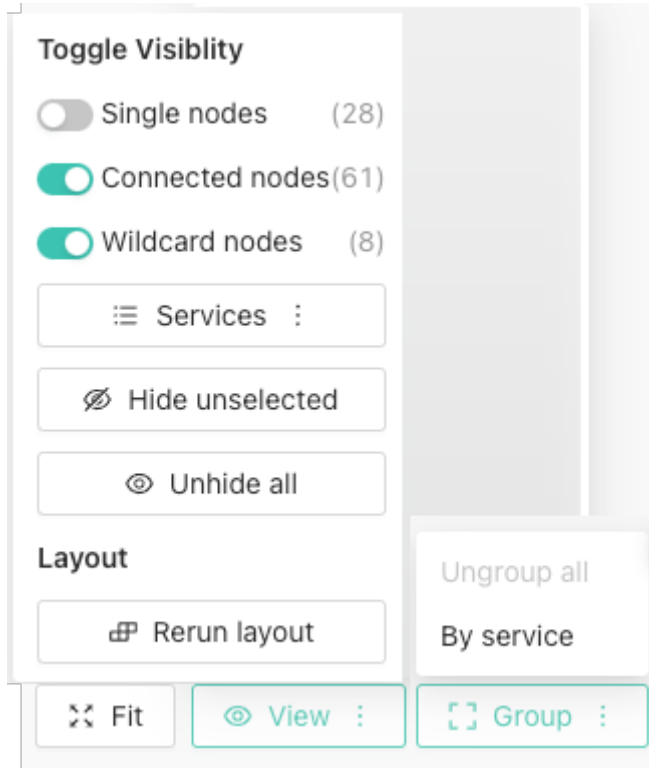 Toggle Visiblity
Single nodes (28)
Connected nodes(61)
Wildcard nodes (8)
Services
Hide unselected
Unhide all
Layout
Rerun layout
Ungroup all
By service
Fit View Group